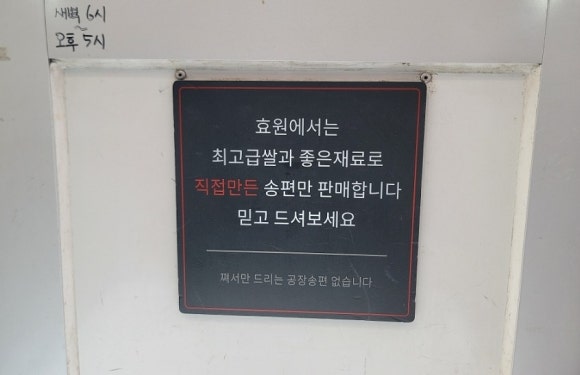 새벽 6시
~
오후 5시
효원에서는
최고급쌀과 좋은재료로
직접만든 송편만 판매합니다
믿고 드셔보세요
쪄서만 드리는 공장송편 없습니다